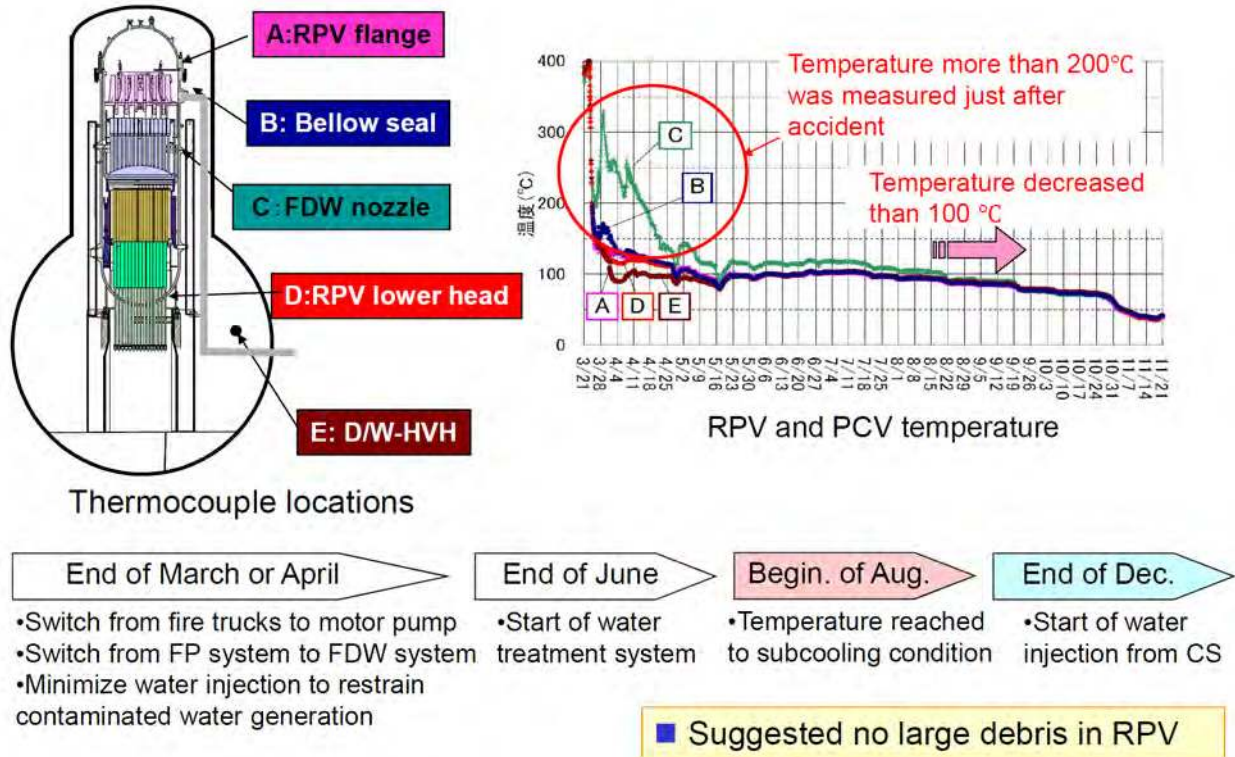 A:RPV flange
B: Bellow seal
C:FDW nozzle
D:RPV lower head
E: D/W-HVH
Thermocouple locations
温度(℃)
400
300
200
100
0
Temperature more than 200℃
was measured just after
accident
Temperature decreased
than 100 ℃
C
B
A
D
E
3/21
3/28
4/4
4/11
4/18
4/25
5/2
5/9
5/16
5/23
5/30
6/6
6/13
6/20
6/27
7/4
7/11
7/18
7/25
8/1
8/8
8/15
8/22
8/29
9/5
9/12
9/19
9/26
10/3
10/10
10/17
10/24
10/31
11/7
11/14
11/21
RPV and PCV temperature
End of March or April
•Switch from fire trucks to motor pump
•Switch from FP system to FDW system
•Minimize water injection to restrain
contaminated water generation
End of June
•Start of water
treatment system
Begin. of Aug.
•Temperature reached
to subcooling condition
End of Dec.
•Start of water
injection from CS
■ Suggested no large debris in RPV